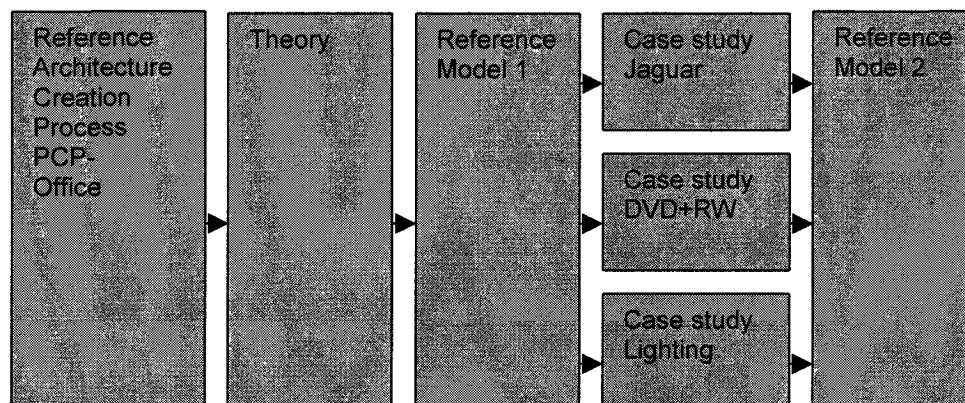 Reference
Architecture
Creation
Process
PCP-
Office
Theory
Reference
Model 1
Case study
Jaguar
Case study
DVD+RW
Case study
Lighting
Reference
Model 2